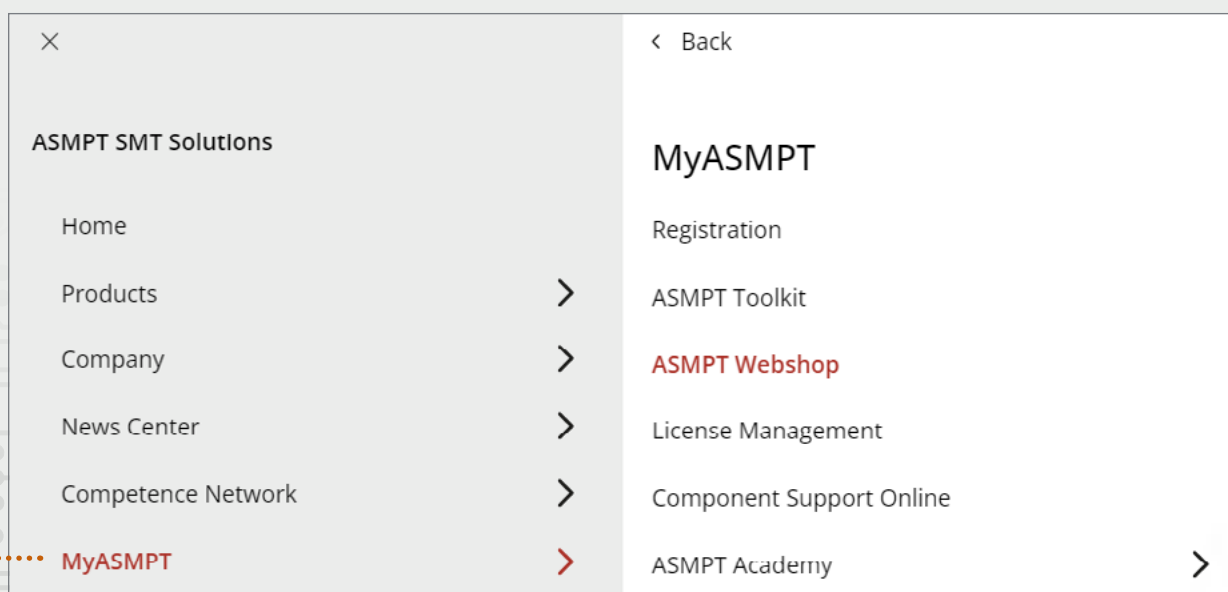 ASMPT SMT Solutions
Home
Products
Company
News Center
Competence Network
MyASMPT
Back
MyASMPT
Registration
ASMPT Toolkit
ASMPT Webshop
License Management
Component Support Online
ASMPT Academy